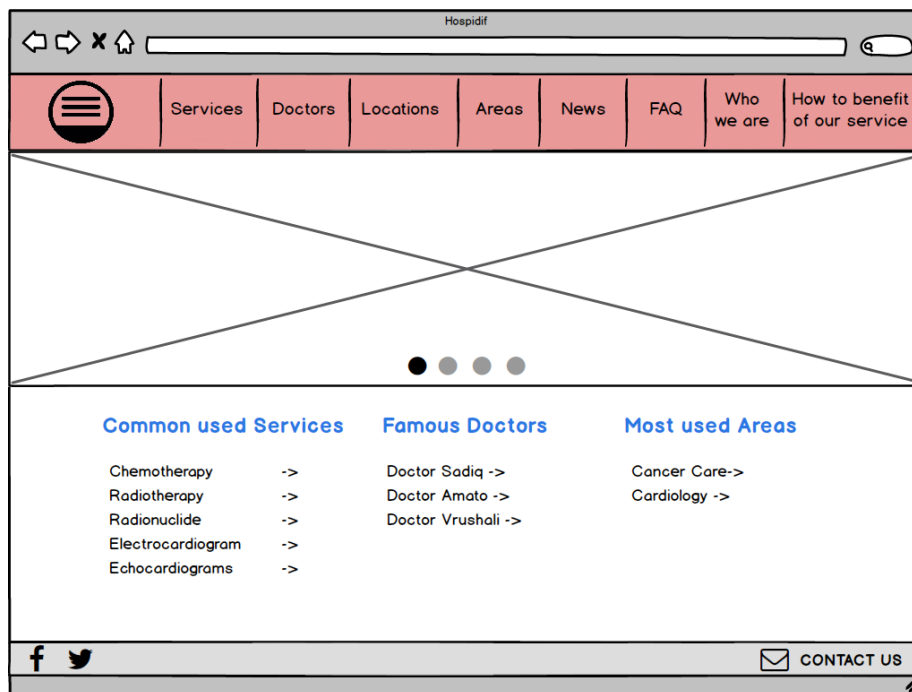 Hospidif
Services
Doctors
Locations
Areas
News
FAQ
Who
we are
How to benefit
of our service
Common used Services
Chemotherapy ->
Radiotherapy ->
Radionuclide ->
Electrocardiogram ->
Echocardiograms ->
Famous Doctors
Doctor Sadiq ->
Doctor Amato ->
Doctor Vrushali ->
Most used Areas
Cancer Care->
Cardiology ->
CONTACT US